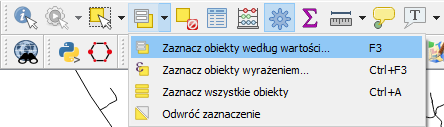 Zaznacz obiekty według wartości... F3
Zaznacz obiekty wyrażeniem... Ctrl+F3
Zaznacz wszystkie obiekty Ctrl+A
Odwróć zaznaczenie